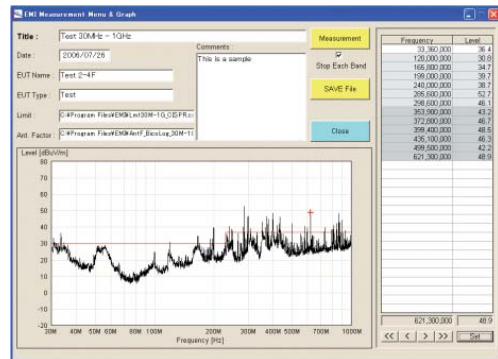 EMI Measurement Menu & Graph
Title :
Test 30MHz - 1GHz
Date :
2006/07/26
EUT Name :
Test 2-4F
EUT Type :
Test
Limit :
Ant. Factor :
Comments :
This is a sample
Measurement
Stop Each Band
SAVE File
Close
Level [dBuV/m]
80
70
60
50
40
30
20
10
0
-10
-20
30M 40M 50M 60M 80M 100M 200M 300M 400M 500M 700M 1000M
Frequency [Hz]
Frequency Level
33,360,000 36.4
120,000,000 30.8
165,800,000 34.7
199,000,000 39.7
240,000,000 38.7
285,600,000 52.7
298,600,000 46.1
353,900,000 43.2
372,800,000 46.7
399,400,000 48.6
435,100,000 46.3
499,500,000 42.2
621,300,000 48.9
621,300,000 48.9
<< < > >> Set